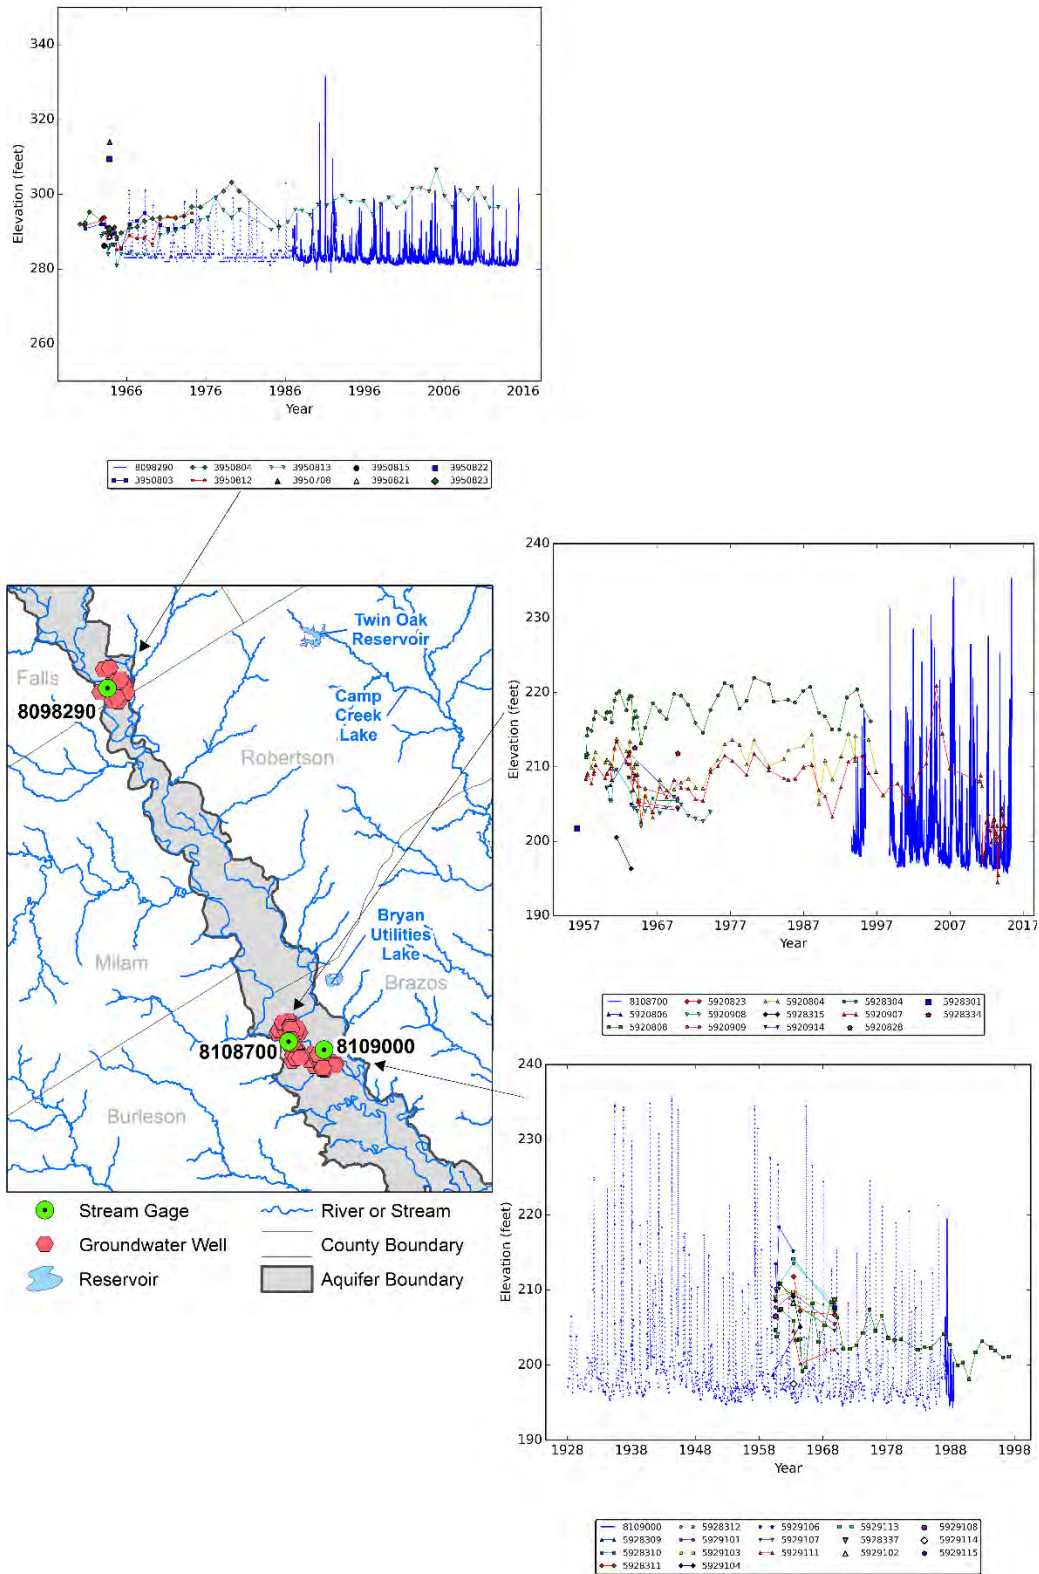 340
320
300
280
260
Elevation (feet)
1966 1976 1986 1996 2006 2016
Year
8098290 3950804 3950813 3950815 3950822
3950803 3950812 3950708 3950821 3950823
240
230
220
210
200
190
Elevation (feet)
1957 1967 1977 1987 1997 2007 2017
Year
8108700 5920823 5920804 5928304 5928301
5920806 5920908 5928315 5920907 5928334
5920808 5920909 5920914 5920828
Twin Oak
Reservoir
Falls
8098290
Camp
Creek
Lake
Robertson
Bryan
Utilities
Lake
Milam
Brazos
8108700
8109000
Burleson
Stream Gage
River or Stream
Groundwater Well
County Boundary
Reservoir
Aquifer Boundary
240
230
220
210
200
190
Elevation (feet)
1928 1938 1948 1958 1968 1978 1988 1998
Year
8109000 5928312 5929106 5929113 5929108
5928309 5929101 5929107 5928337 5929114
5928310 5929103 5929111 5929102 5929115
5928311 5929104